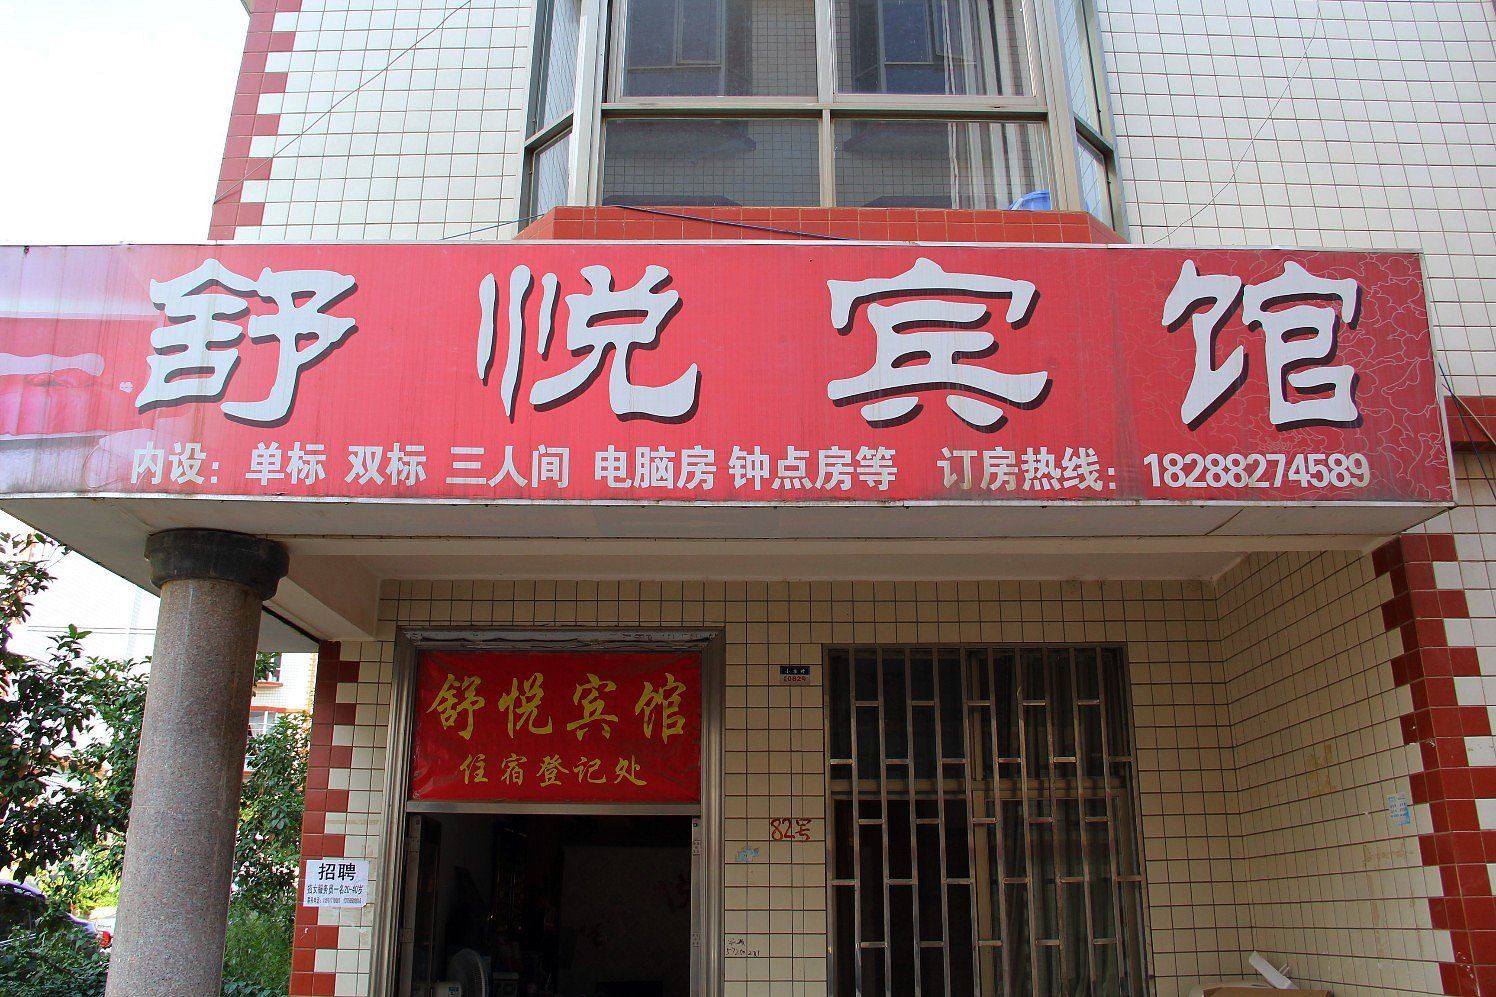 舒悦宾馆
内设：单标 双标 三人间 电脑房 钟点房等 订房热线：18288274589
舒悦宾馆
住宿登记处
82号
招聘